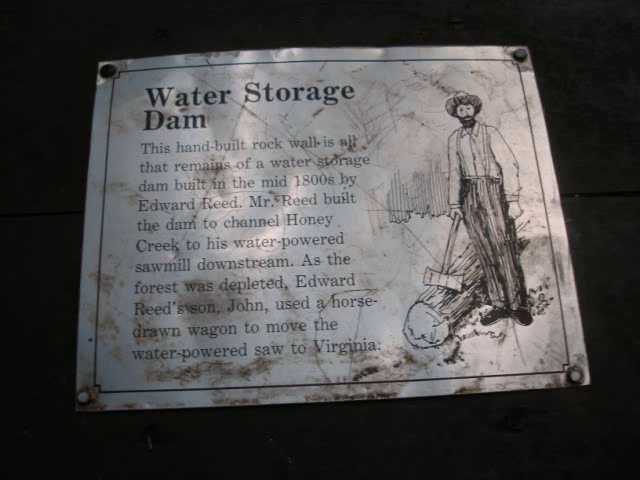 Water Storage
Dam
This hand-built rock wall is all
that remains of a water storage
dam built in the mid 1800s by
Edward Reed. Mr. Reed built
the dam to channel Honey
Creek to his water-powered
sawmill downstream. As the
forest was depleted, Edward
Reed's son, John, used a horse-
drawn wagon to move the
water-powered saw to Virginia.